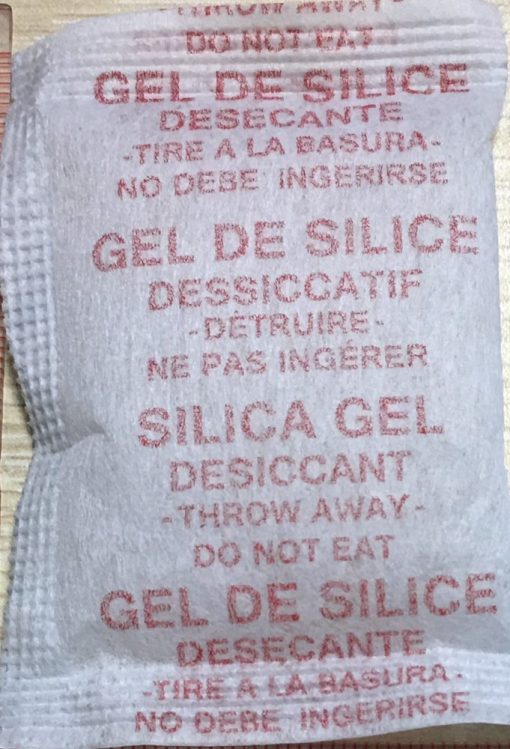 - THROW AWAY -
DO NOT EAT
GEL DE SILICE
DESECANTE
-TIRE A LA BASURA-
NO DEBE INGERIRSE
GEL DE SILICE
DESSICCATIF
-DÉTRUIRE-
NE PAS INGÉRER
SILICA GEL
DESICCANT
-THROW AWAY-
DO NOT EAT
GEL DE SILICE
DESECANTE
-TIRE A LA BASURA-
NO DEBE INGERIRSE